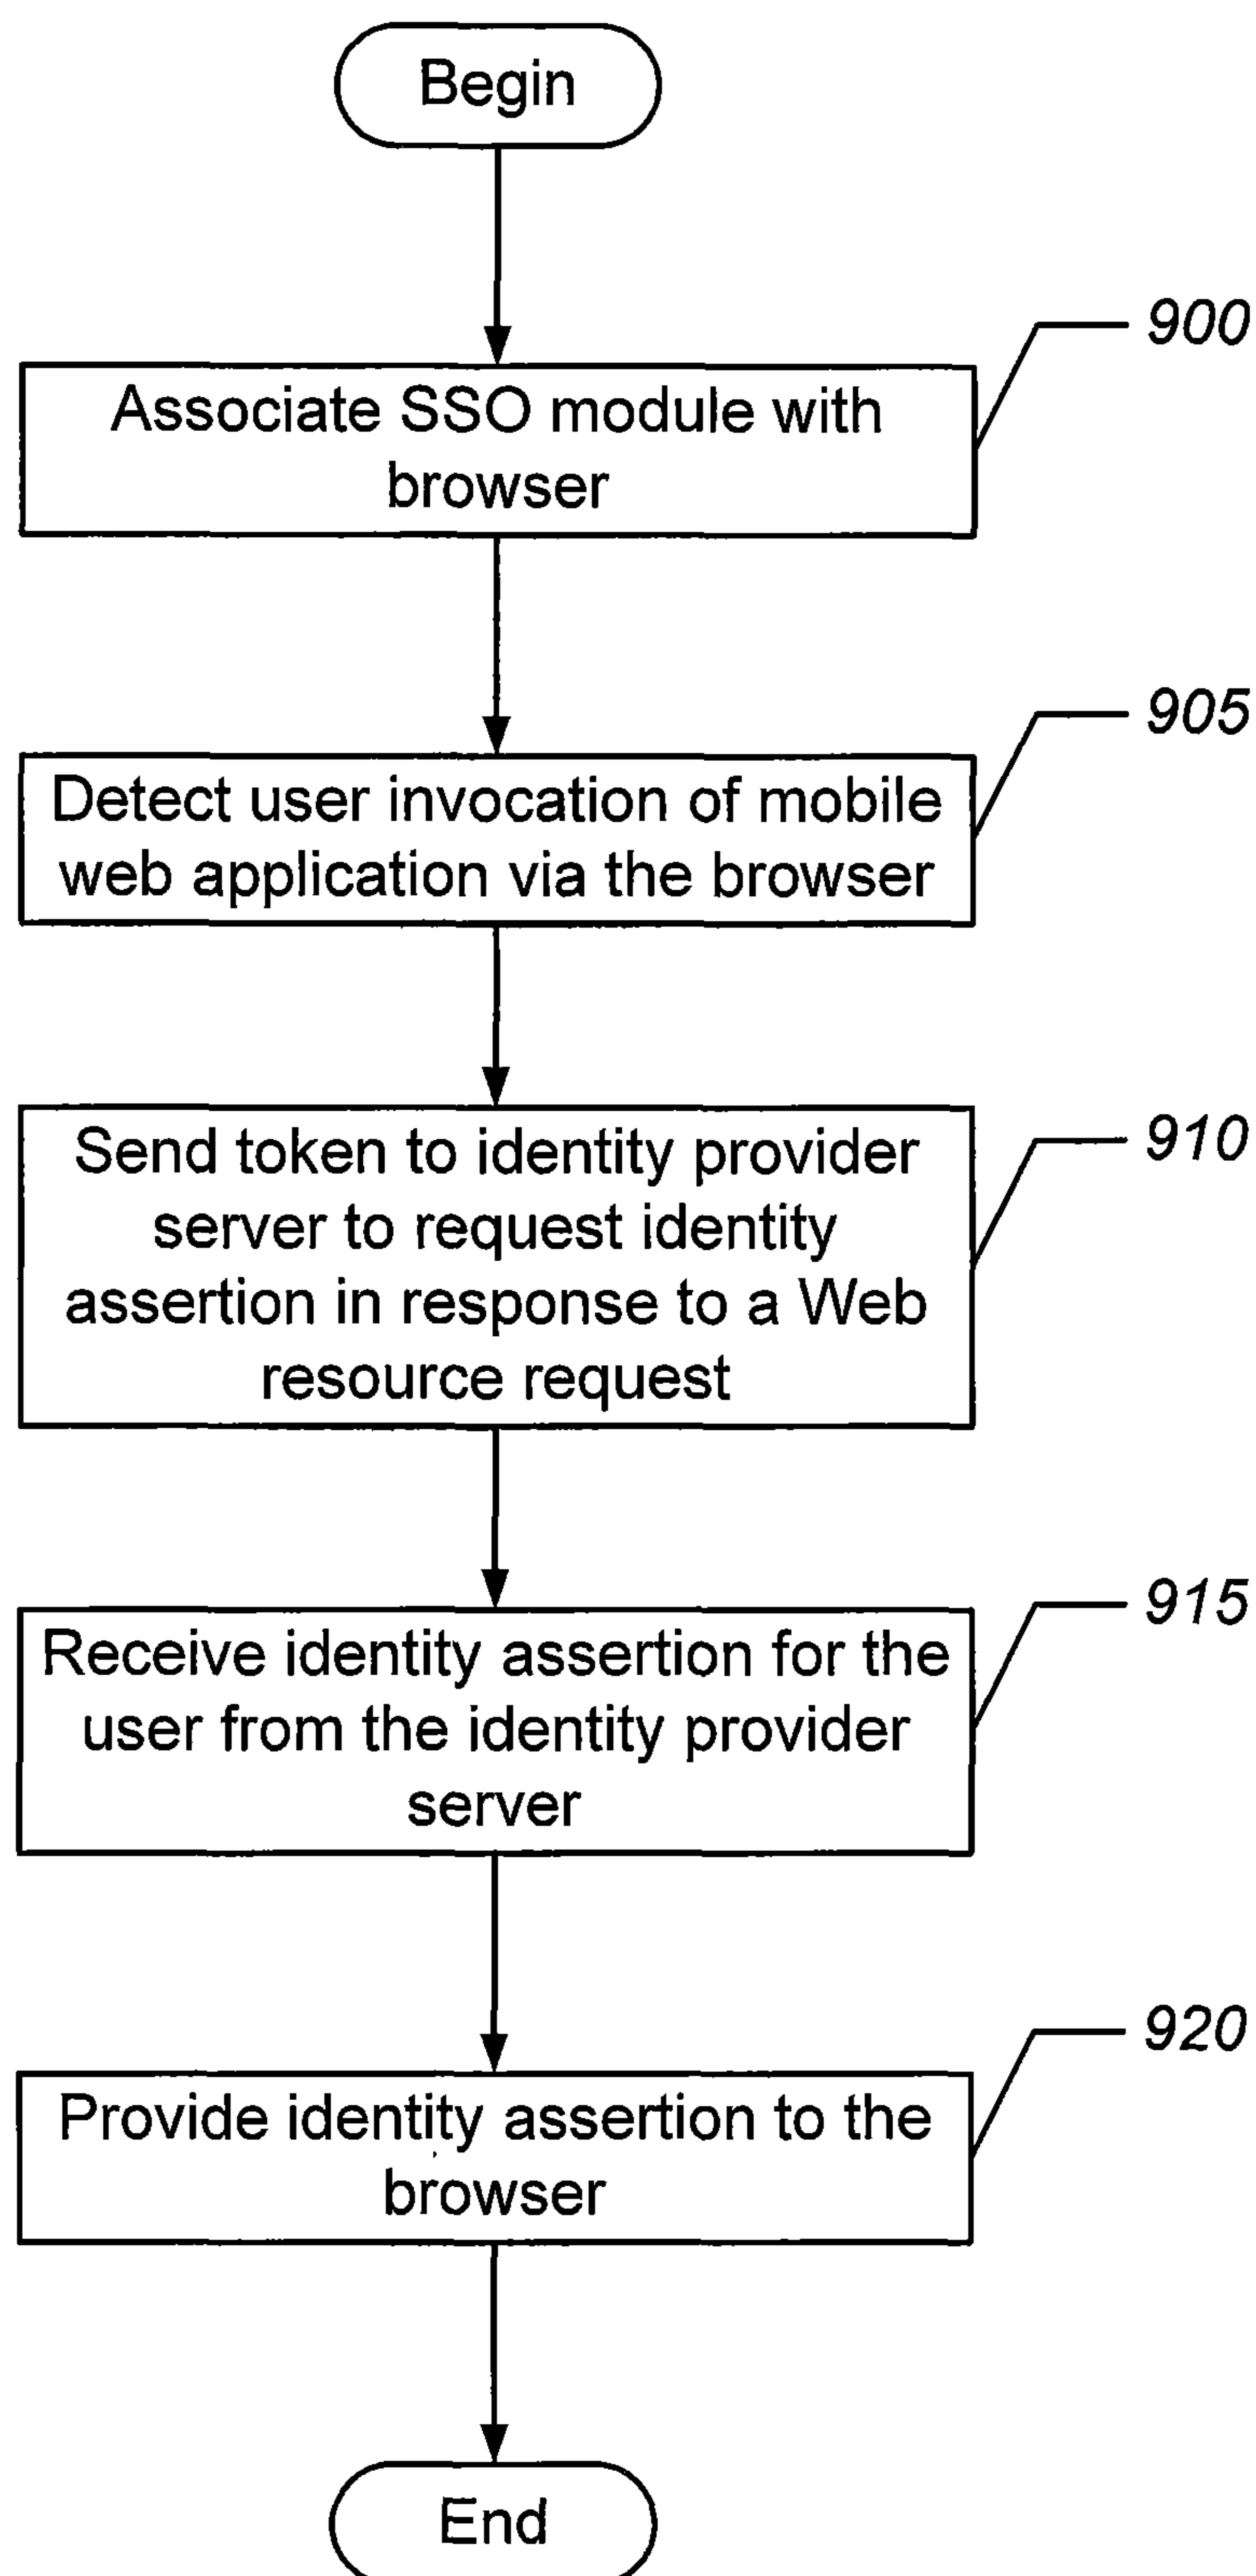 Begin
900
Associate SSO module with
browser
905
Detect user invocation of mobile
web application via the browser
910
Send token to identity provider
server to request identity
assertion in response to a Web
resource request
915
Receive identity assertion for the
user from the identity provider
server
920
Provide identity assertion to the
browser
End